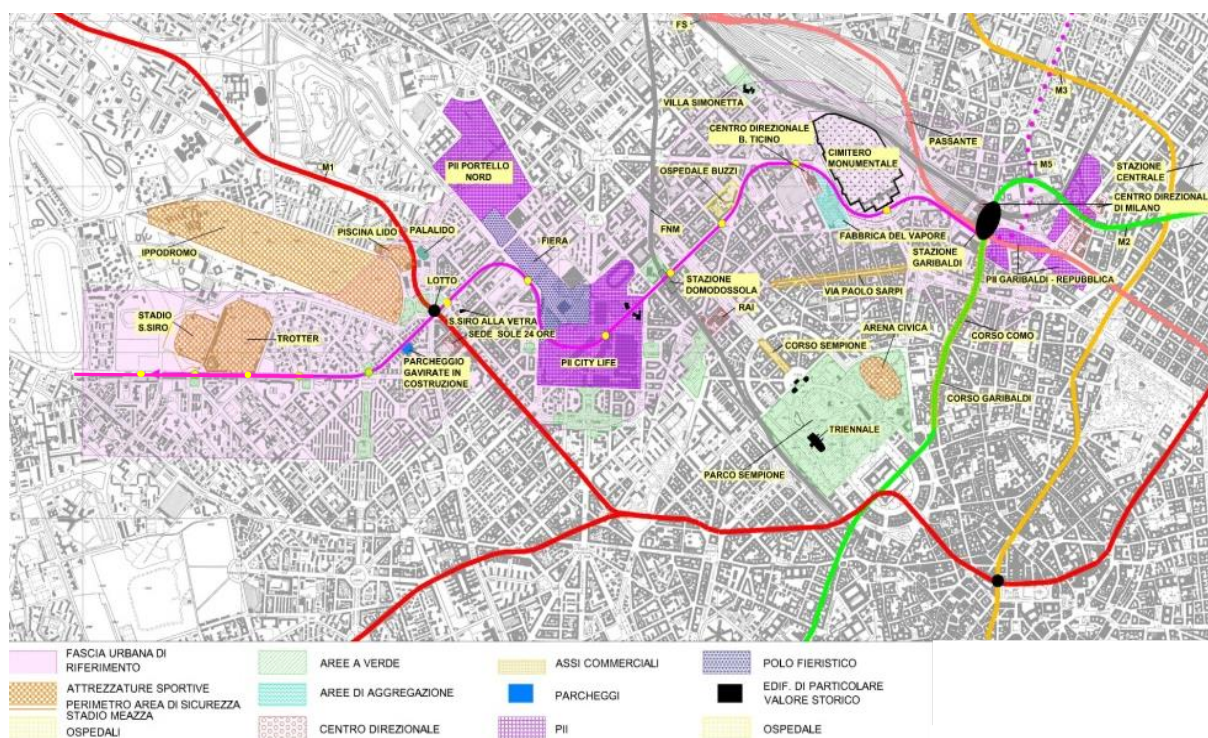 FS
VILLA SIMONETTA
CENTRO DIREZIONALE
B. TICINO
CIMITERO
MONUMENTALE
PASSANTE
M3
M5
STAZIONE
CENTRALE
OSPEDALE BUZZI
CENTRO DIREZIONALE
DI MILANO
M1
PII PORTELLO
NORD
PISCINA LIDO
PALALIDO
IPPODROMO
FIERA
FNM
FABBRICA DEL VAPORE
M2
STAZIONE
GARIBALDI
PII GARIBALDI - REPUBBLICA
LOTTO
STAZIONE
DOMODOSSOLA
VIA PAOLO SARPI
RAI
STADIO
S.SIRO
TROTTER
S.SIRO ALLA VETRA
SEDE SOLE 24 ORE
ARENA CIVICA
CORSO COMO
CORSO SEMPIONE
PARCHEGGIO
GAVIRATE IN
COSTRUZIONE
PII CITY LIFE
CORSO GARIBALDI
TRIENNALE
PARCO SEMPIONE
FASCIA URBANA DI
RIFERIMENTO
AREE A VERDE
ASSI COMMERCIALI
POLO FIERISTICO
ATTREZZATURE SPORTIVE
PERIMETRO AREA DI SICUREZZA
STADIO MEAZZA
AREE DI AGGREGAZIONE
PARCHEGGI
EDIF. DI PARTICOLARE
VALORE STORICO
OSPEDALI
CENTRO DIREZIONALE
PII
OSPEDALE